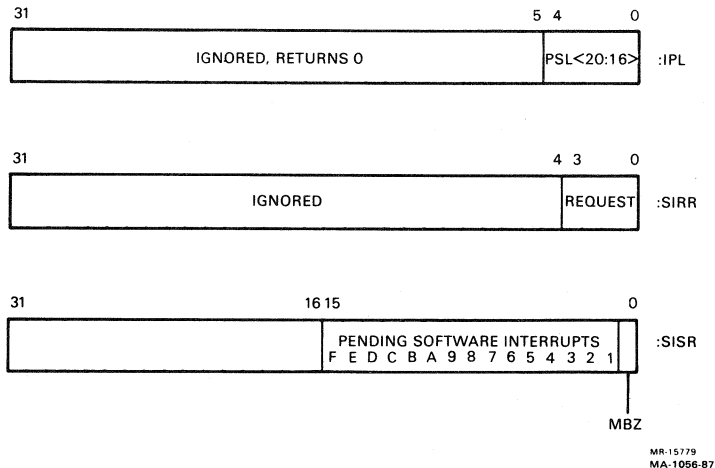 31 5 4 0
IGNORED, RETURNS 0 PSL<20:16> :IPL
31 4 3 0
IGNORED REQUEST :SIRR
31 16 15 0
PENDING SOFTWARE INTERRUPTS :SISR
F E D C B A 9 8 7 6 5 4 3 2 1
MBZ
MR-15779
MA-1056-87